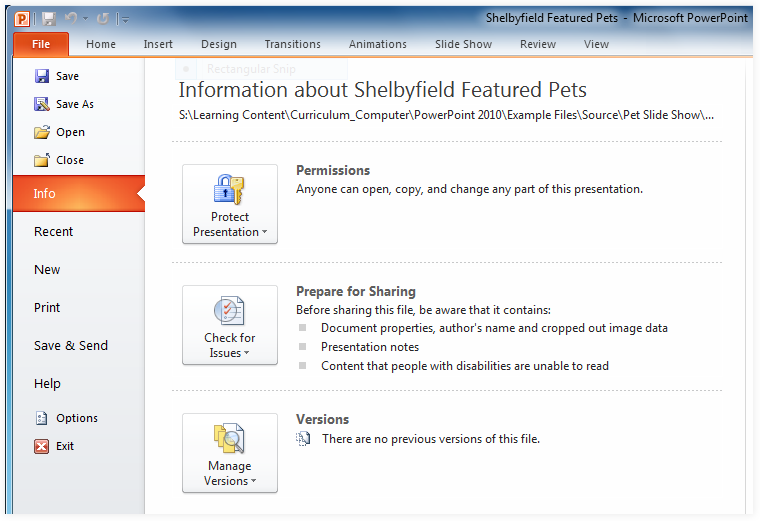 Shelbyfield Featured Pets - Microsoft PowerPoint
File Home Insert Design Transitions Animations Slide Show Review View
Rectangular Snip
Save
Save As
Open
Close
Info
Recent
New
Print
Save & Send
Help
Options
Exit
Information about Shelbyfield Featured Pets
S:\Learning Content\Curriculum_Computer\PowerPoint 2010\Example Files\Source\Pet Slide Show\...
Protect
Presentation
Permissions
Anyone can open, copy, and change any part of this presentation.
Check for
Issues
Prepare for Sharing
Before sharing this file, be aware that it contains:
Document properties, author's name and cropped out image data
Presentation notes
Content that people with disabilities are unable to read
Manage
Versions
Versions
There are no previous versions of this file.